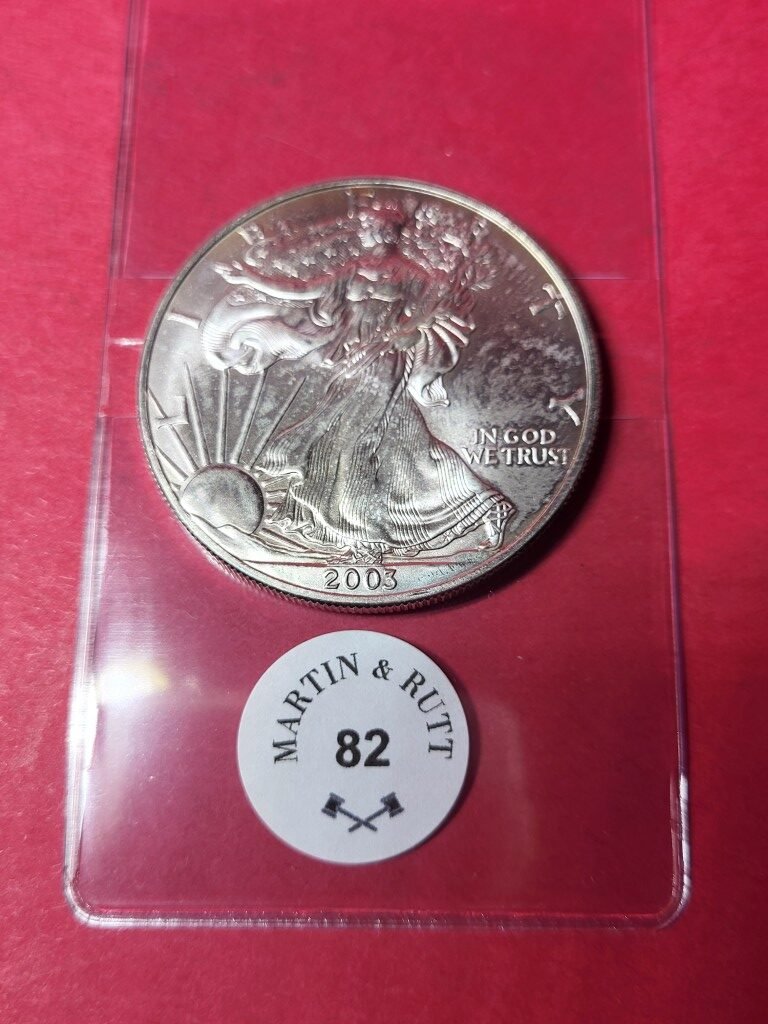 LIBERTY
IN GOD
WE TRUST
2003
MARTIN & RUTT
82